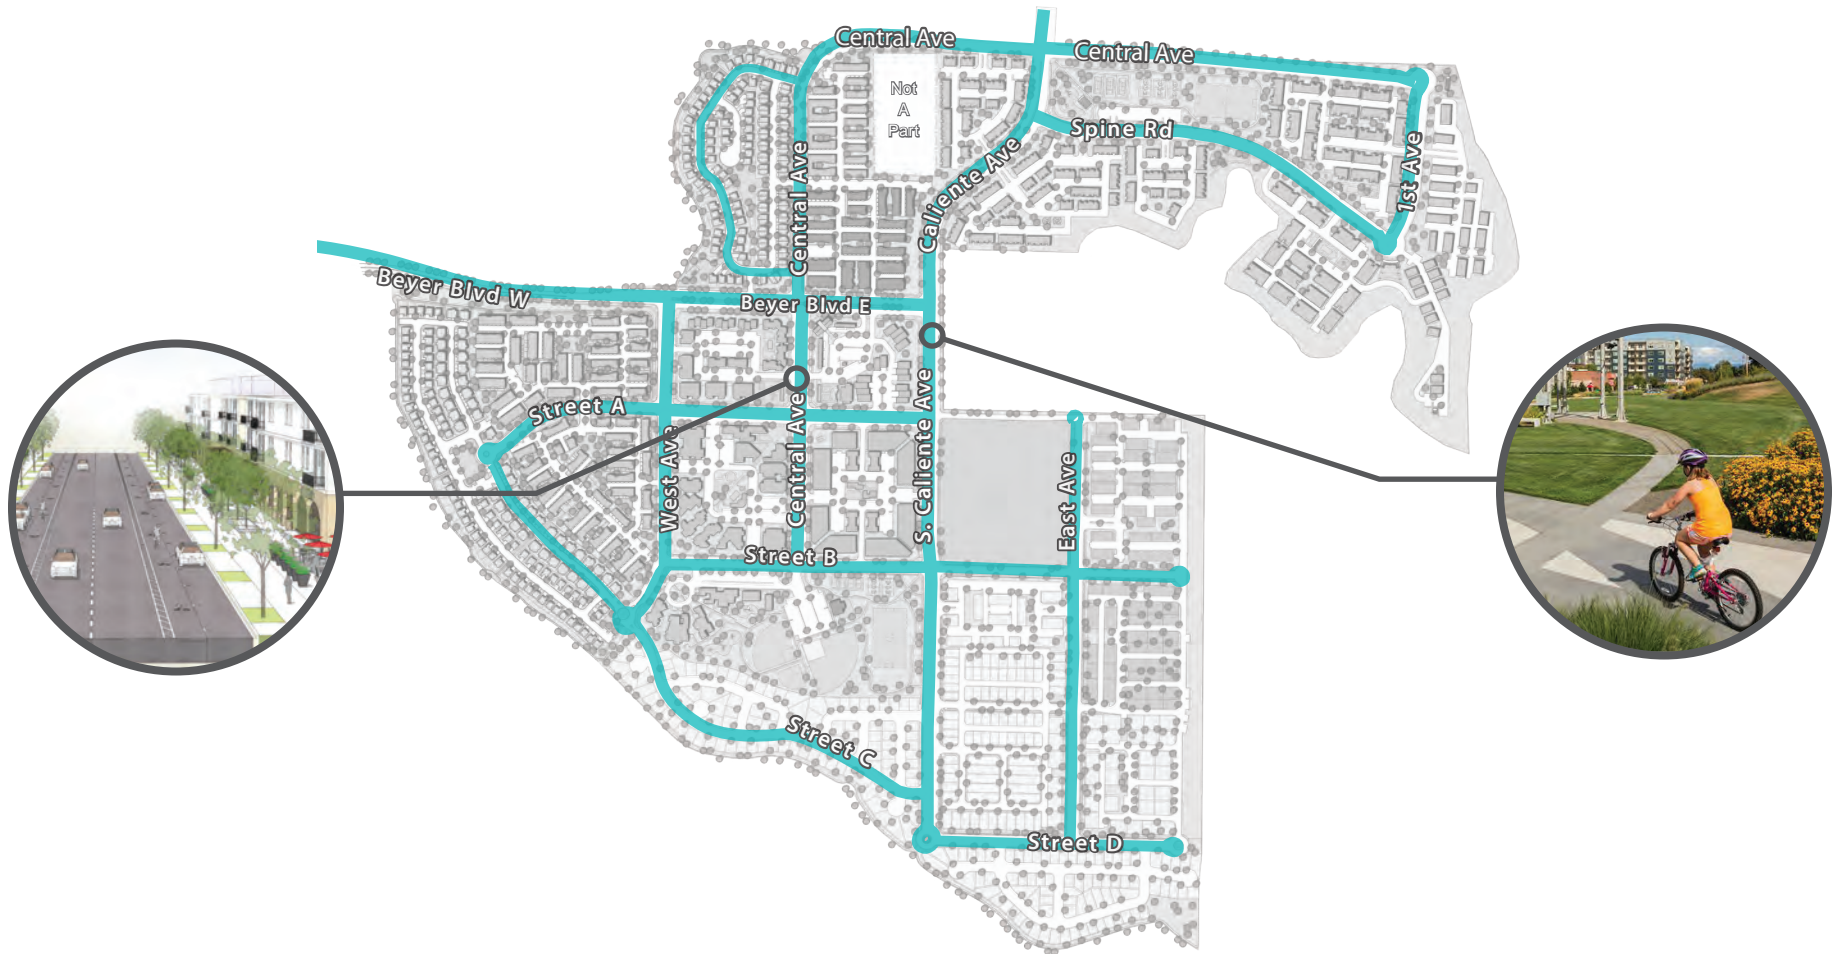 Central Ave
Central Ave
Not
A
Part
Spine Rd
1st Ave
Central Ave
Caliente Ave
Beyer Blvd W
Beyer Blvd E
Street A
Central Ave
S. Caliente Ave
West Ave
East Ave
Street B
Street C
Street D